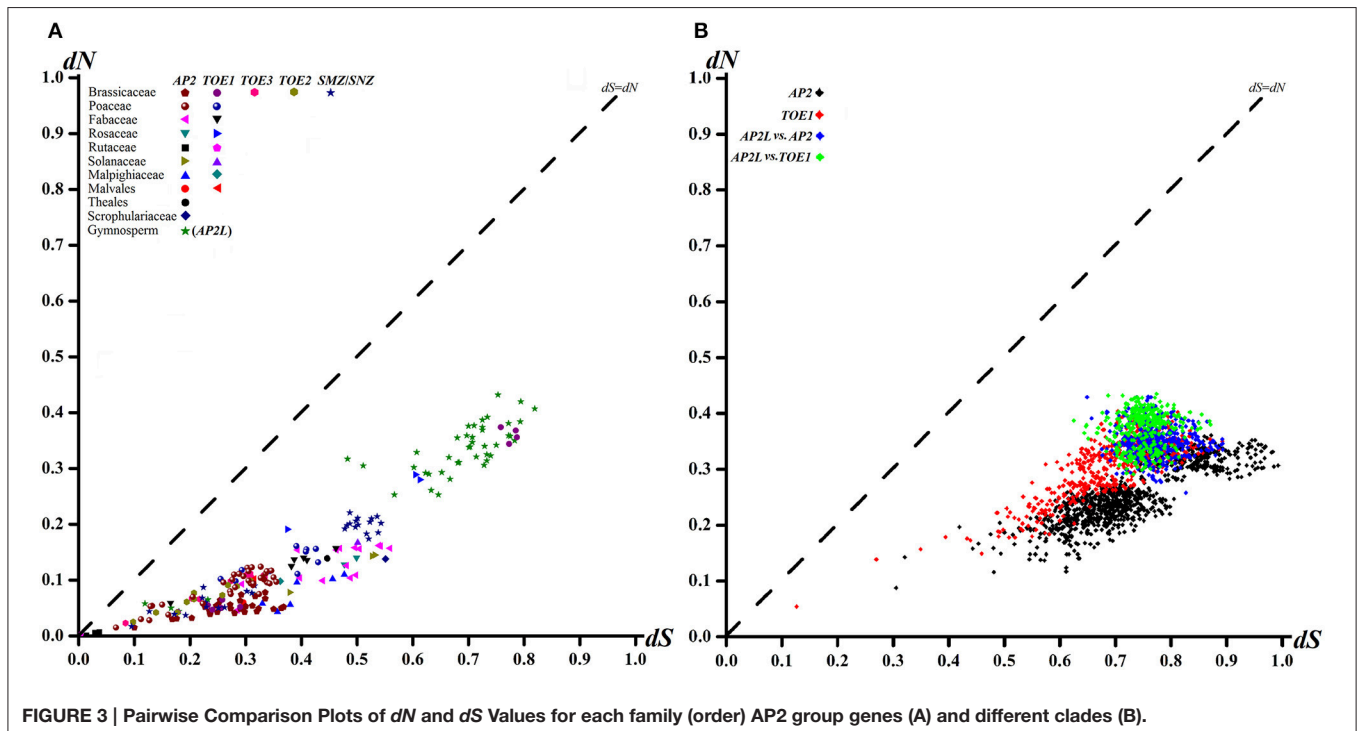 A
dN
1.0
0.9
0.8
0.7
0.6
0.5
0.4
0.3
0.2
0.1
0.0
AP2 TOE1 TOE3 TOE2 SMZ/SNZ
Brassicaceae
Poaceae
Fabaceae
Rosaceae
Rutaceae
Solanaceae
Malpighiaceae
Malvales
Theales
Scrophulariaceae
Gymnosperm (AP2L)
dS=dN
0.0 0.1 0.2 0.3 0.4 0.5 0.6 0.7 0.8 0.9 1.0
dS
B
dN
1.0
0.9
0.8
0.7
0.6
0.5
0.4
0.3
0.2
0.1
0.0
AP2
TOE1
AP2L vs. AP2
AP2L vs. TOE1
dS=dN
0.0 0.1 0.2 0.3 0.4 0.5 0.6 0.7 0.8 0.9 1.0
dS
FIGURE 3 | Pairwise Comparison Plots of dN and dS Values for each family (order) AP2 group genes (A) and different clades (B).